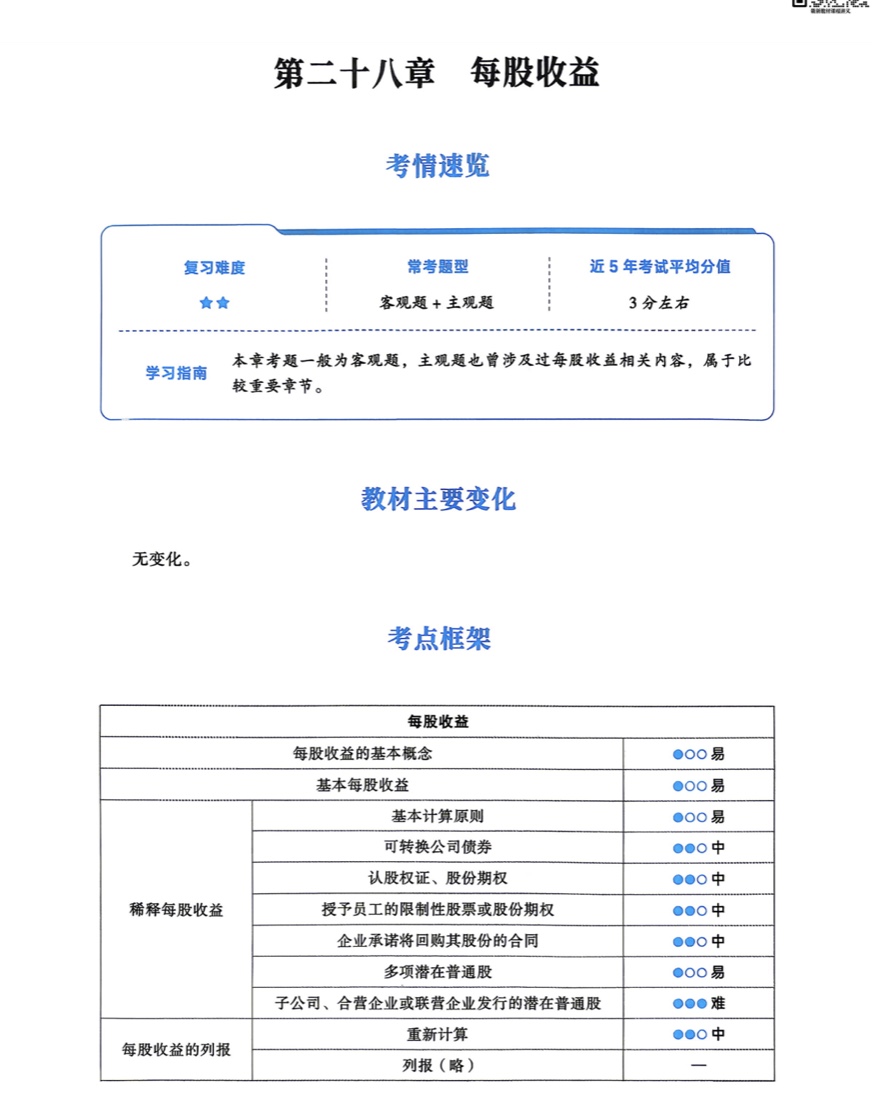 第二十八章 每股收益
考情速览
复习难度 常考题型 近5年考试平均分值
★★ 客观题+主观题 3分左右
学习指南 本章考题一般为客观题，主观题也曾涉及过每股收益相关内容，属于比
较重要章节。
教材主要变化
无变化。
考点框架
每股收益
每股收益的基本概念 ●○○易
基本每股收益 ●○○易
稀释每股收益
基本计算原则 ●○○易
可转换公司债券 ●●○中
认股权证、股份期权 ●●○中
授予员工的限制性股票或股份期权 ●●○中
企业承诺将回购其股份的合同 ●●○中
多项潜在普通股 ●○○易
子公司、合营企业或联营企业发行的潜在普通股 ●●●难
每股收益的列报
重新计算 ●●○中
列报（略） —